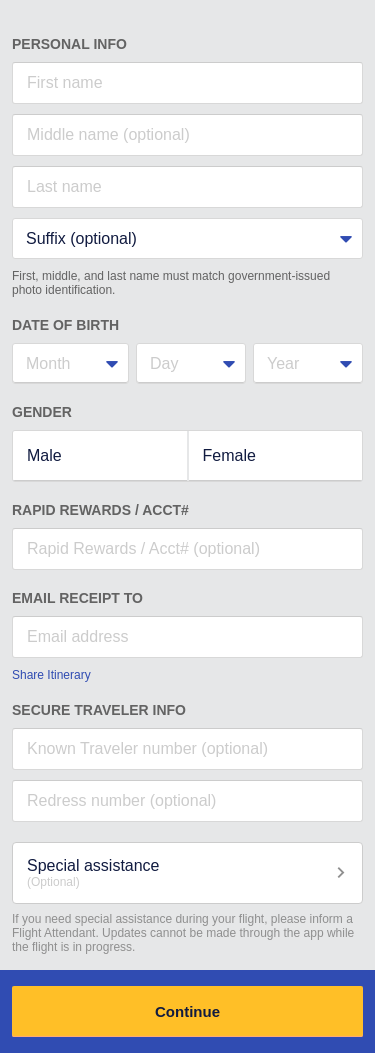 PERSONAL INFO
First name
Middle name (optional)
Last name
Suffix (optional)
First, middle, and last name must match government-issued
photo identification.
DATE OF BIRTH
Month Day Year
GENDER
Male Female
RAPID REWARDS / ACCT#
Rapid Rewards / Acct# (optional)
EMAIL RECEIPT TO
Email address
Share Itinerary
SECURE TRAVELER INFO
Known Traveler number (optional)
Redress number (optional)
Special assistance
(Optional)
If you need special assistance during your flight, please inform a
Flight Attendant. Updates cannot be made through the app while
the flight is in progress.
Continue